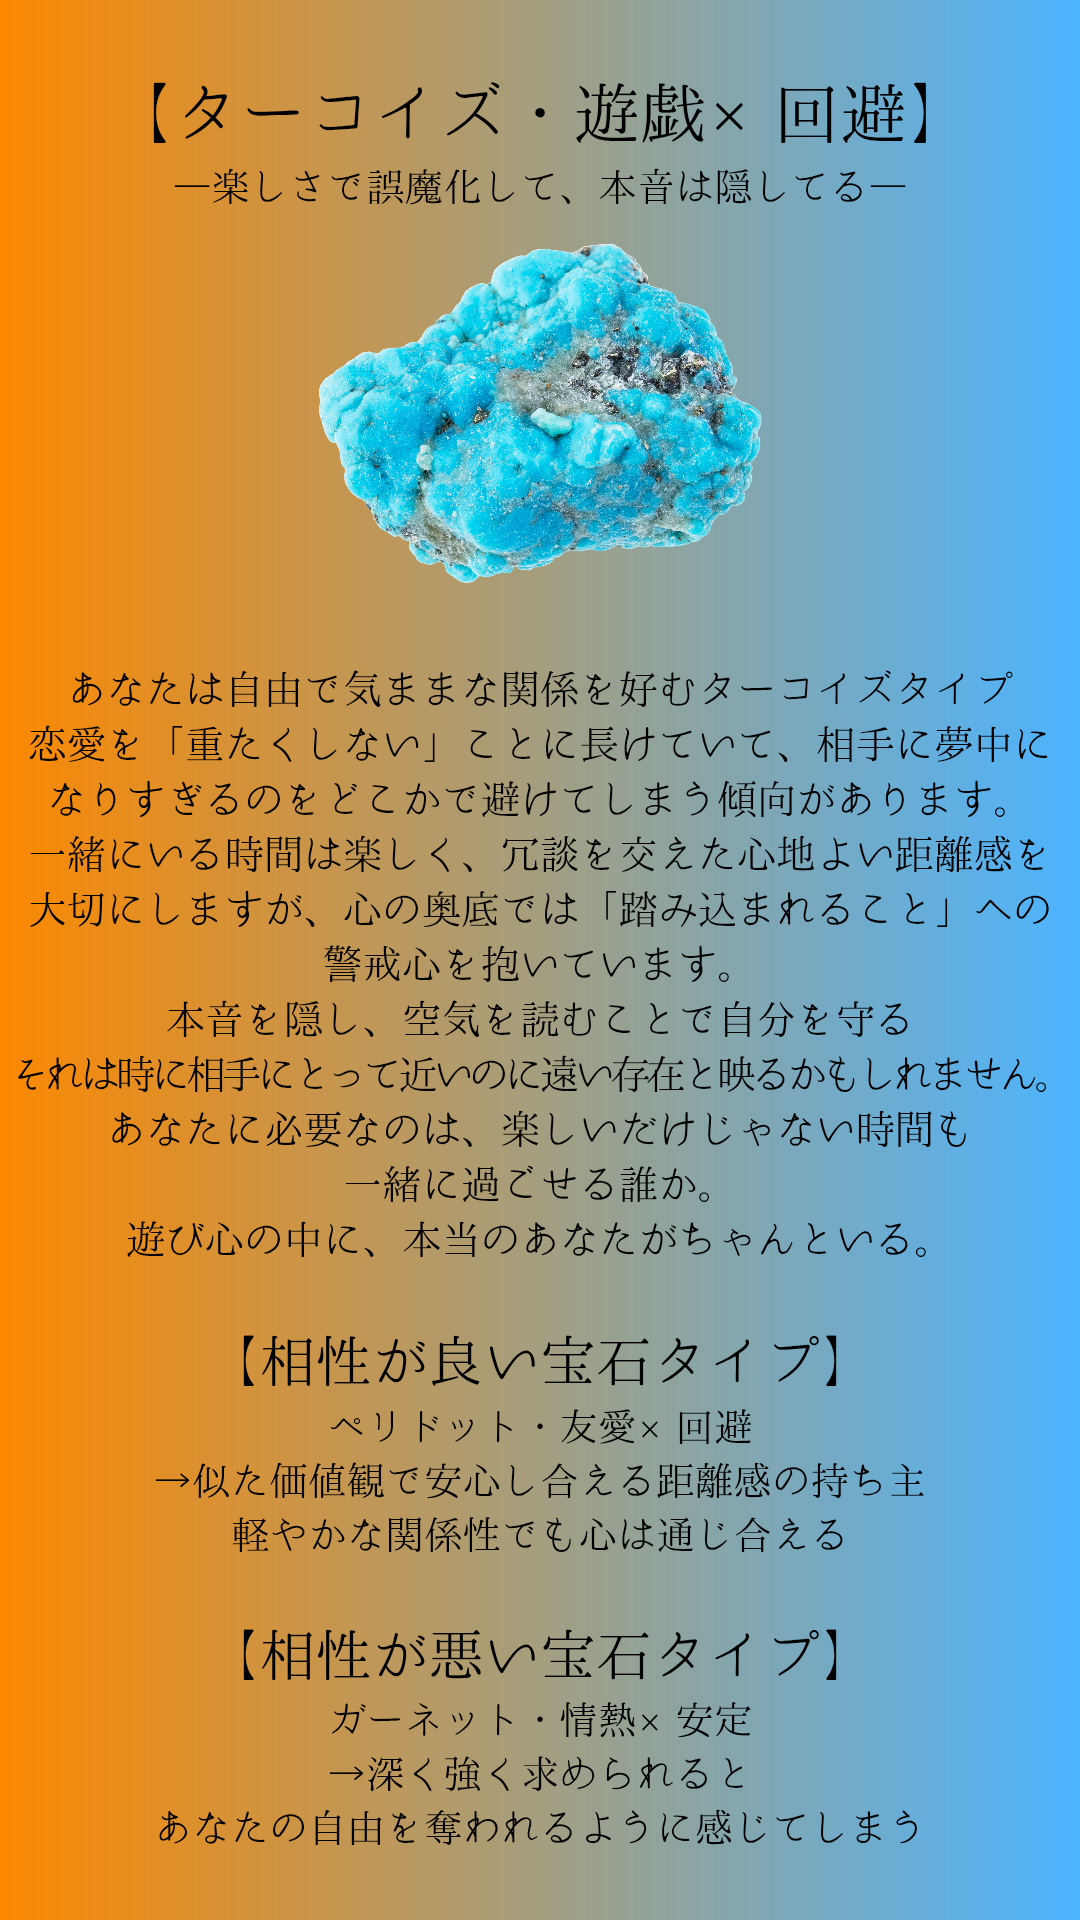 【ターコイズ・遊戯× 回避】
―楽しさで誤魔化して、本音は隠してる―
あなたは自由で気ままな関係を好むターコイズタイプ
恋愛を「重たくしない」ことに長けていて、相手に夢中に
なりすぎるのをどこかで避けてしまう傾向があります。
一緒にいる時間は楽しく、冗談を交えた心地よい距離感を
大切にしますが、心の奥底では「踏み込まれること」への
警戒心を抱いています。
本音を隠し、空気を読むことで自分を守る
それは時に相手にとって近いのに遠い存在と映るかもしれません。
あなたに必要なのは、楽しいだけじゃない時間も
一緒に過ごせる誰か。
遊び心の中に、本当のあなたがちゃんといる。
【相性が良い宝石タイプ】
ペリドット・友愛× 回避
→似た価値観で安心し合える距離感の持ち主
軽やかな関係性でも心は通じ合える
【相性が悪い宝石タイプ】
ガーネット・情熱× 安定
→深く強く求められると
あなたの自由を奪われるように感じてしまう